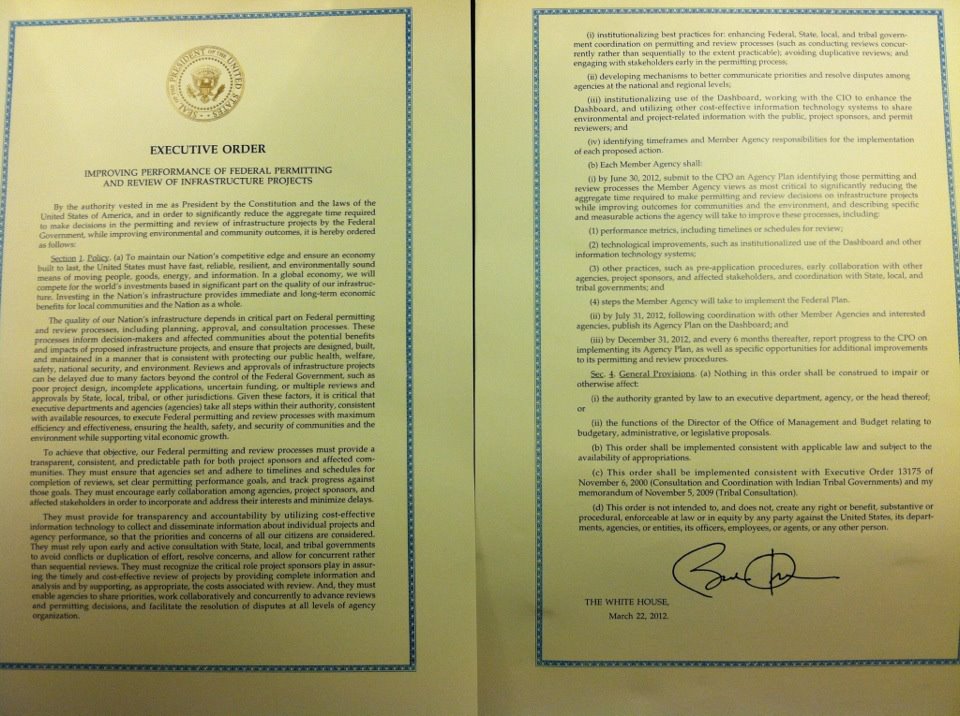 SEAL OF THE PRESIDENT OF THE UNITED STATES
EXECUTIVE ORDER
IMPROVING PERFORMANCE OF FEDERAL PERMITTING
AND REVIEW OF INFRASTRUCTURE PROJECTS
By the authority vested in me as President by the Constitution and the laws of the
United States of America, and in order to significantly reduce the aggregate time required
to make decisions in the permitting and review of infrastructure projects by the Federal
Government, while improving environmental and community outcomes, it is hereby ordered
as follows:
Section 1. Policy. (a) To maintain our Nation's competitive edge and ensure an economy
built to last, the United States must have fast, reliable, resilient, and environmentally sound
means of moving people, goods, energy, and information. In a global economy, we will
compete for the world's investments based in significant part on the quality of our infrastruc-
ture. Investing in the Nation's infrastructure provides immediate and long-term economic
benefits for local communities and the Nation as a whole.
The quality of our Nation's infrastructure depends in critical part on Federal permitting
and review processes, including planning, approval, and consultation processes. These
processes inform decision-makers and affected communities about the potential benefits
and impacts of proposed infrastructure projects, and ensure that projects are designed, built,
and maintained in a manner that is consistent with protecting our public health, welfare,
safety, national security, and environment. Reviews and approvals of infrastructure projects
can be delayed due to many factors beyond the control of the Federal Government, such as
poor project design, incomplete applications, uncertain funding, or multiple reviews and
approvals by State, local, tribal, or other jurisdictions. Given these factors, it is critical that
executive departments and agencies (agencies) take all steps within their authority, consistent
with available resources, to execute Federal permitting and review processes with maximum
efficiency and effectiveness, ensuring the health, safety, and security of communities and the
environment while supporting vital economic growth.
To achieve that objective, our Federal permitting and review processes must provide a
transparent, consistent, and predictable path for both project sponsors and affected com-
munities. They must ensure that agencies set and adhere to timelines and schedules for
completion of reviews, set clear permitting performance goals, and track progress against
those goals. They must encourage early collaboration among agencies, project sponsors, and
affected stakeholders in order to incorporate and address their interests and minimize delays.
They must provide for transparency and accountability by utilizing cost-effective
information technology to collect and disseminate information about individual projects and
agency performance, so that the priorities and concerns of all our citizens are considered.
They must rely upon early and active consultation with State, local, and tribal governments
to avoid conflicts or duplication of effort, resolve concerns, and allow for concurrent rather
than sequential reviews. They must recognize the critical role project sponsors play in assur-
ing the timely and cost-effective review of projects by providing complete information and
analysis and by supporting, as appropriate, the costs associated with review. And, they must
enable agencies to share priorities, work collaboratively and concurrently to advance reviews
and permitting decisions, and facilitate the resolution of disputes at all levels of agency
organization.
(i) institutionalizing best practices for: enhancing Federal, State, local, and tribal govern-
ment coordination on permitting and review processes (such as conducting reviews concur-
rently rather than sequentially to the extent practicable); avoiding duplicative reviews; and
engaging with stakeholders early in the permitting process;
(ii) developing mechanisms to better communicate priorities and resolve disputes among
agencies at the national and regional levels;
(iii) institutionalizing use of the Dashboard, working with the CIO to enhance the
Dashboard, and utilizing other cost-effective information technology systems to share
environmental and project-related information with the public, project sponsors, and permit
reviewers; and
(iv) identifying timeframes and Member Agency responsibilities for the implementation
of each proposed action.
(b) Each Member Agency shall:
(i) by June 30, 2012, submit to the CPO an Agency Plan identifying those permitting and
review processes the Member Agency views as most critical to significantly reducing the
aggregate time required to make permitting and review decisions on infrastructure projects
while improving outcomes for communities and the environment, and describing specific
and measurable actions the agency will take to improve these processes, including:
(1) performance metrics, including timelines or schedules for review;
(2) technological improvements, such as institutionalized use of the Dashboard and other
information technology systems;
(3) other practices, such as pre-application procedures, early collaboration with other
agencies, project sponsors, and affected stakeholders, and coordination with State, local, and
tribal governments; and
(4) steps the Member Agency will take to implement the Federal Plan.
(ii) by July 31, 2012, following coordination with other Member Agencies and interested
agencies, publish its Agency Plan on the Dashboard; and
(iii) by December 31, 2012, and every 6 months thereafter, report progress to the CPO on
implementing its Agency Plan, as well as specific opportunities for additional improvements
to its permitting and review procedures.
Sec. 4. General Provisions. (a) Nothing in this order shall be construed to impair or
otherwise affect:
(i) the authority granted by law to an executive department, agency, or the head thereof;
or
(ii) the functions of the Director of the Office of Management and Budget relating to
budgetary, administrative, or legislative proposals.
(b) This order shall be implemented consistent with applicable law and subject to the
availability of appropriations.
(c) This order shall be implemented consistent with Executive Order 13175 of
November 6, 2000 (Consultation and Coordination with Indian Tribal Governments) and my
memorandum of November 5, 2009 (Tribal Consultation).
(d) This order is not intended to, and does not, create any right or benefit, substantive or
procedural, enforceable at law or in equity by any party against the United States, its depart-
ments, agencies, or entities, its officers, employees, or agents, or any other person.
THE WHITE HOUSE,
March 22, 2012.